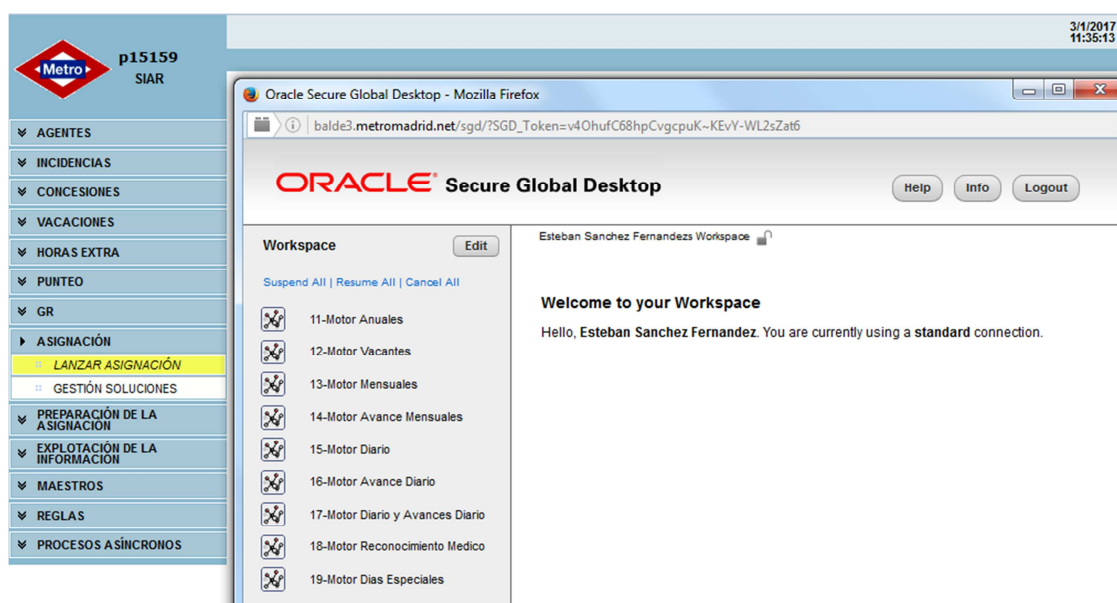 3/1/2017
11:35:13
Metro
p15159
SIAR
AGENTES
INCIDENCIAS
CONCESIONES
VACACIONES
HORAS EXTRA
PUNTEO
GR
ASIGNACIÓN
LANZAR ASIGNACIÓN
GESTIÓN SOLUCIONES
PREPARACIÓN DE LA
ASIGNACIÓN
EXPLOTACIÓN DE LA
INFORMACIÓN
MAESTROS
REGLAS
PROCESOS ASÍNCRONOS
Oracle Secure Global Desktop - Mozilla Firefox
balde3.metromadrid.net/sgd/?SGD_Token=v4OhufC68hpCvgcpuK~KEvY-WL2sZat6
ORACLE Secure Global Desktop
Help Info Logout
Workspace Edit
Suspend All | Resume All | Cancel All
11-Motor Anuales
12-Motor Vacantes
13-Motor Mensuales
14-Motor Avance Mensuales
15-Motor Diario
16-Motor Avance Diario
17-Motor Diario y Avances Diario
18-Motor Reconocimiento Medico
19-Motor Dias Especiales
Esteban Sanchez Fernandezs Workspace
Welcome to your Workspace
Hello, Esteban Sanchez Fernandez. You are currently using a standard connection.